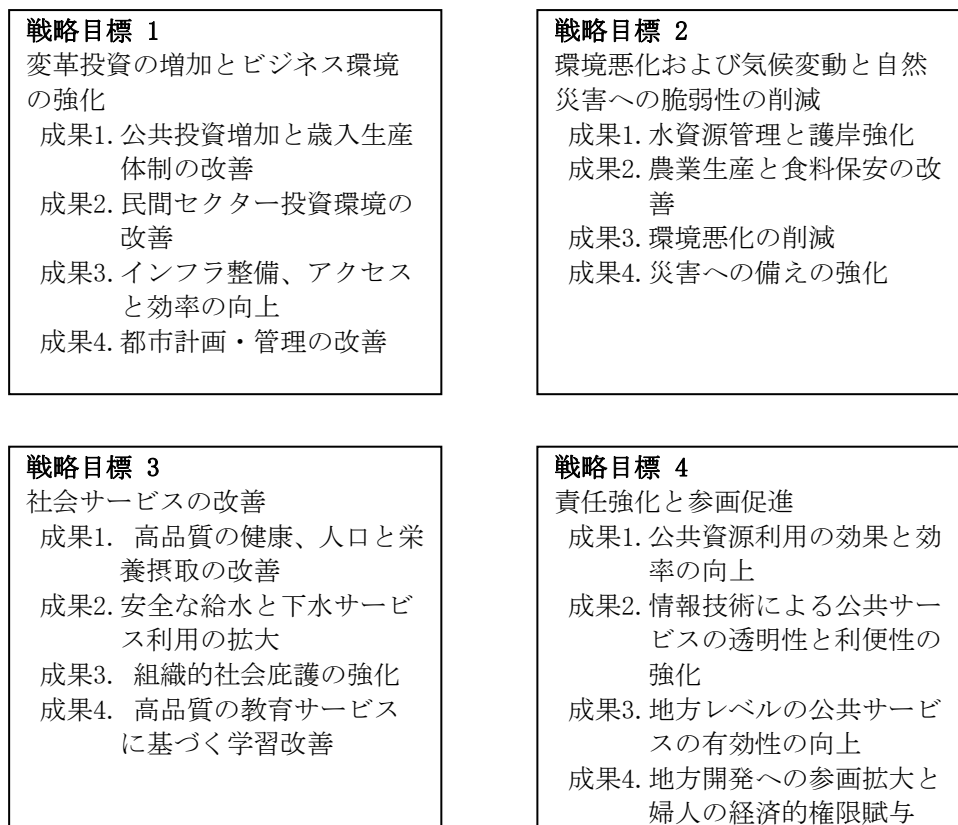 戦略目標 1
変革投資の増加とビジネス環境
の強化
成果1. 公共投資増加と歳入生産
体制の改善
成果2. 民間セクター投資環境の
改善
成果3. インフラ整備、アクセス
と効率の向上
成果4. 都市計画・管理の改善
戦略目標 2
環境悪化および気候変動と自然
災害への脆弱性の削減
成果1. 水資源管理と護岸強化
成果2. 農業生産と食料保安の改
善
成果3. 環境悪化の削減
成果4. 災害への備えの強化
戦略目標 3
社会サービスの改善
成果1. 高品質の健康、人口と栄
養摂取の改善
成果2. 安全な給水と下水サービ
ス利用の拡大
成果3. 組織的社会庇護の強化
成果4. 高品質の教育サービス
に基づく学習改善
戦略目標 4
責任強化と参画促進
成果1. 公共資源利用の効果と効
率の向上
成果2. 情報技術による公共サー
ビスの透明性と利便性の
強化
成果3. 地方レベルの公共サービ
スの有効性の向上
成果4. 地方開発への参画拡大と
婦人の経済的権限賦与